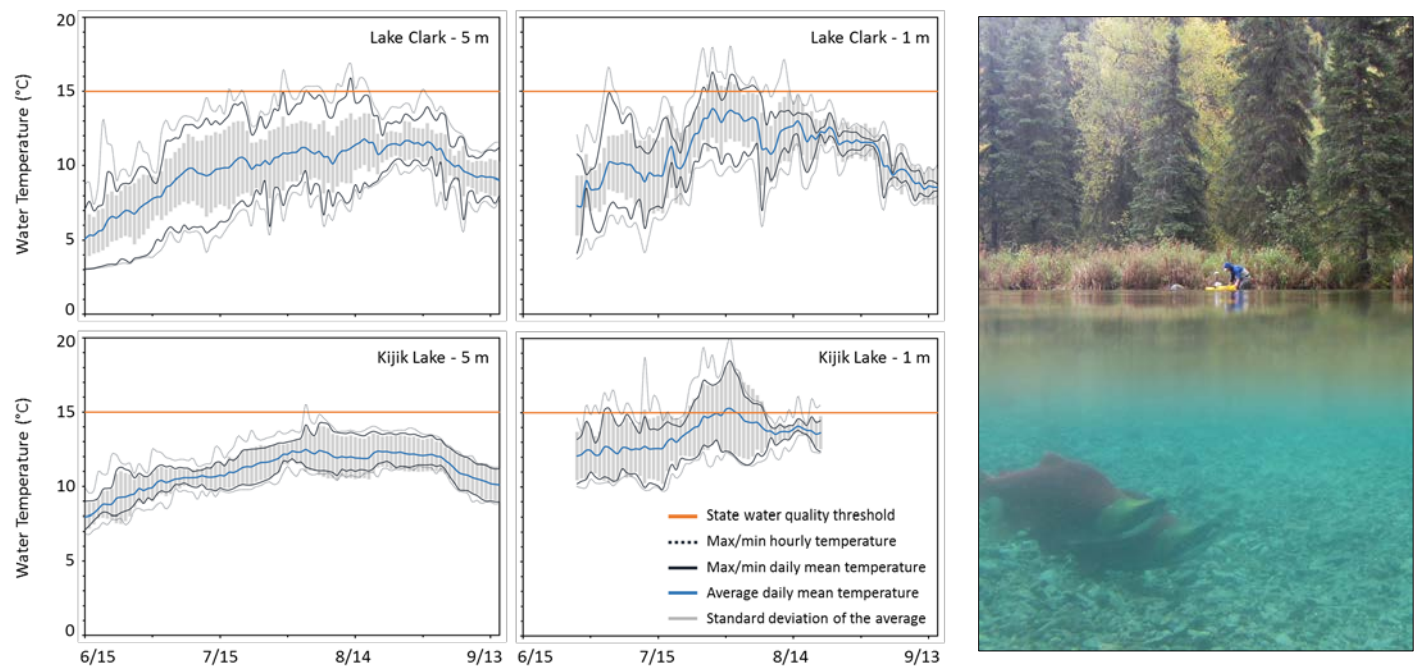 Water Temperature (°C)
20
15
10
5
0
Lake Clark - 5 m
Lake Clark - 1 m
Water Temperature (°C)
20
15
10
5
0
Kijik Lake - 5 m
Kijik Lake - 1 m
State water quality threshold
Max/min hourly temperature
Max/min daily mean temperature
Average daily mean temperature
Standard deviation of the average
6/15 7/15 8/14 9/13
6/15 7/15 8/14 9/13